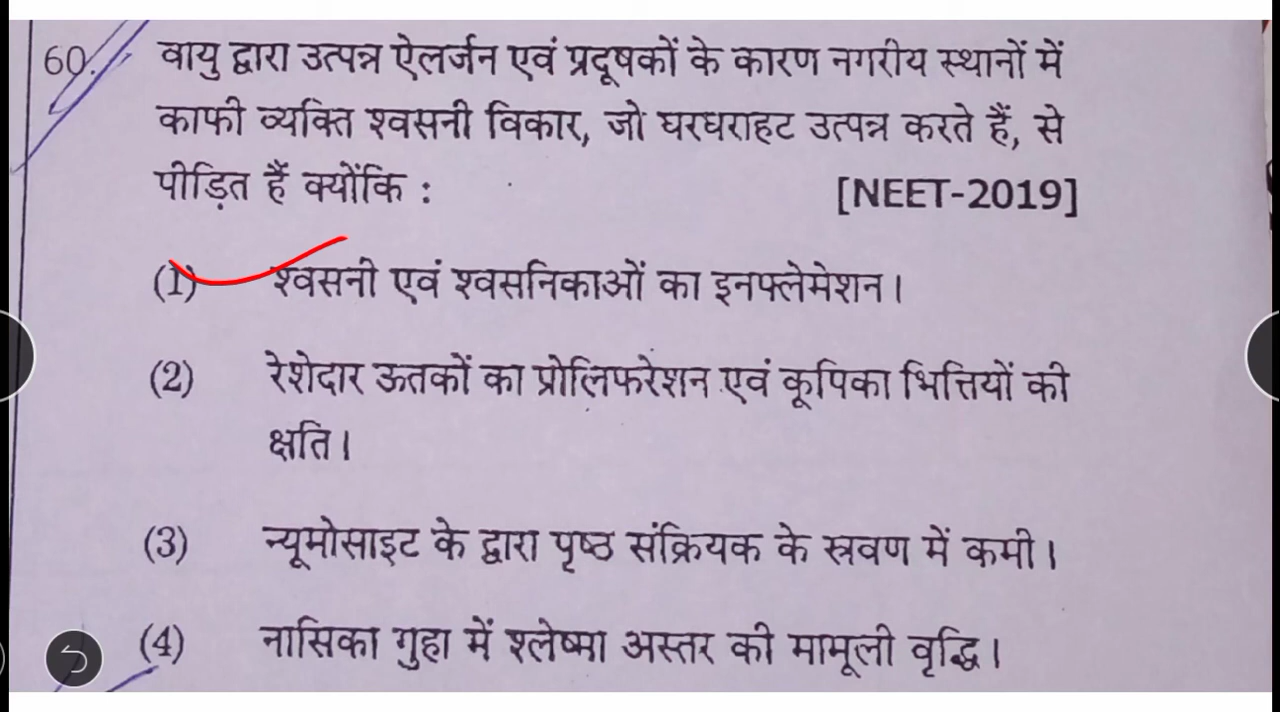 60. वायु द्वारा उत्पन्न ऐलर्जन एवं प्रदूषकों के कारण नगरीय स्थानों में
काफी व्यक्ति श्वसनी विकार, जो घरघराहट उत्पन्न करते हैं, से
पीड़ित हैं क्योंकि : [NEET-2019]
(1) श्वसनी एवं श्वसनिकाओं का इनफ्लेमेशन।
(2) रेशेदार ऊतकों का प्रोलिफरेशन एवं कूपिका भित्तियों की
क्षति।
(3) न्यूमोसाइट के द्वारा पृष्ठ संक्रियक के स्त्रवण में कमी।
(4) नासिका गुहा में श्लेष्मा अस्तर की मामूली वृद्धि।